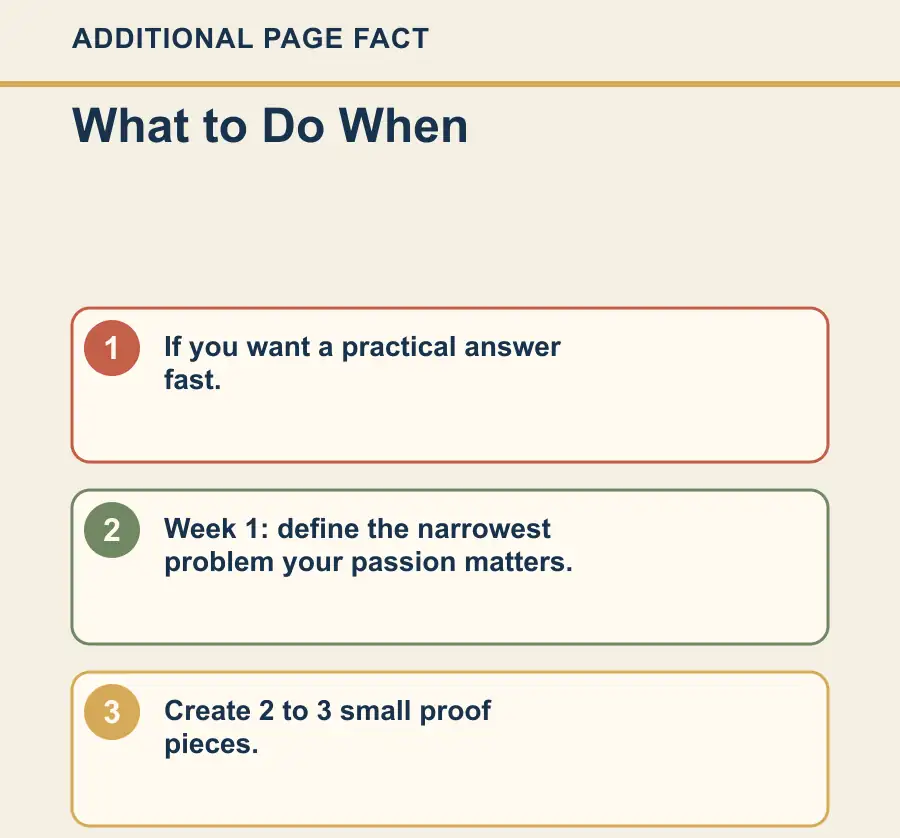 ADDITIONAL PAGE FACT
What to Do When
1
If you want a practical answer
fast.
2
Week 1: define the narrowest
problem your passion matters.
3
Create 2 to 3 small proof
pieces.